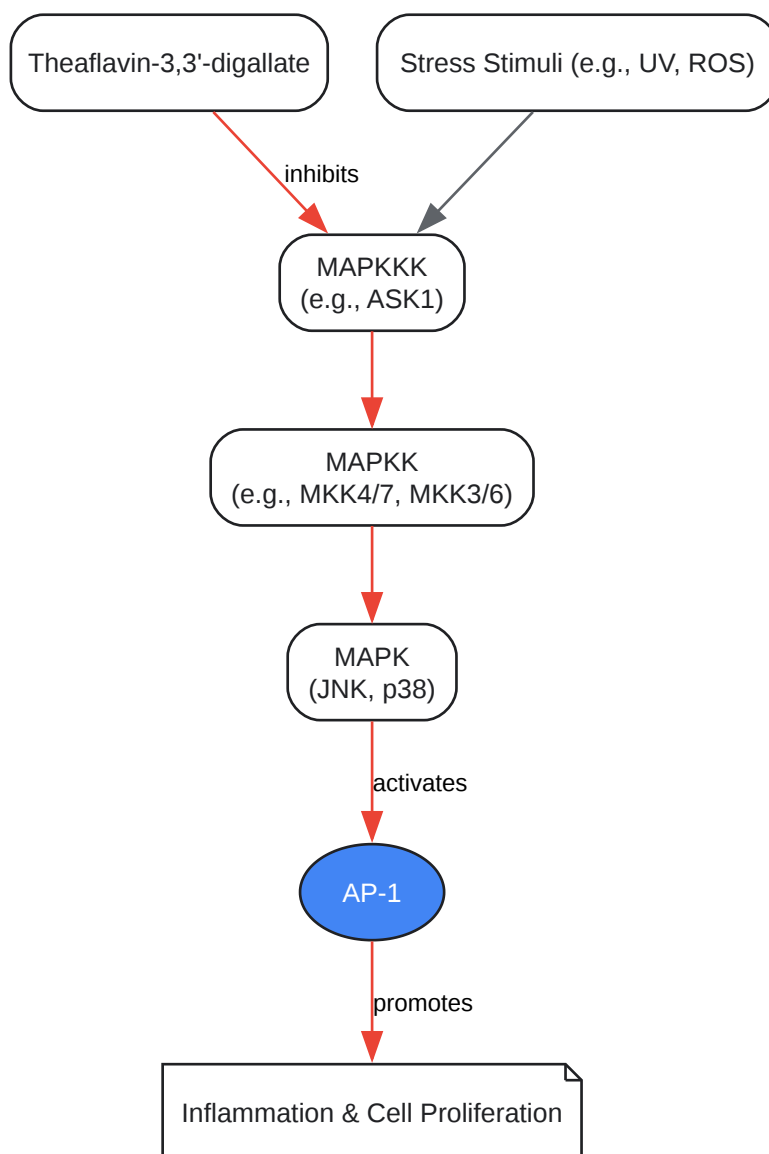 Theaflavin-3,3'-digallate
Stress Stimuli (e.g., UV, ROS)
inhibits
MAPKKK
(e.g., ASK1)
MAPKK
(e.g., MKK4/7, MKK3/6)
MAPK
(JNK, p38)
activates
AP-1
promotes
Inflammation & Cell Proliferation